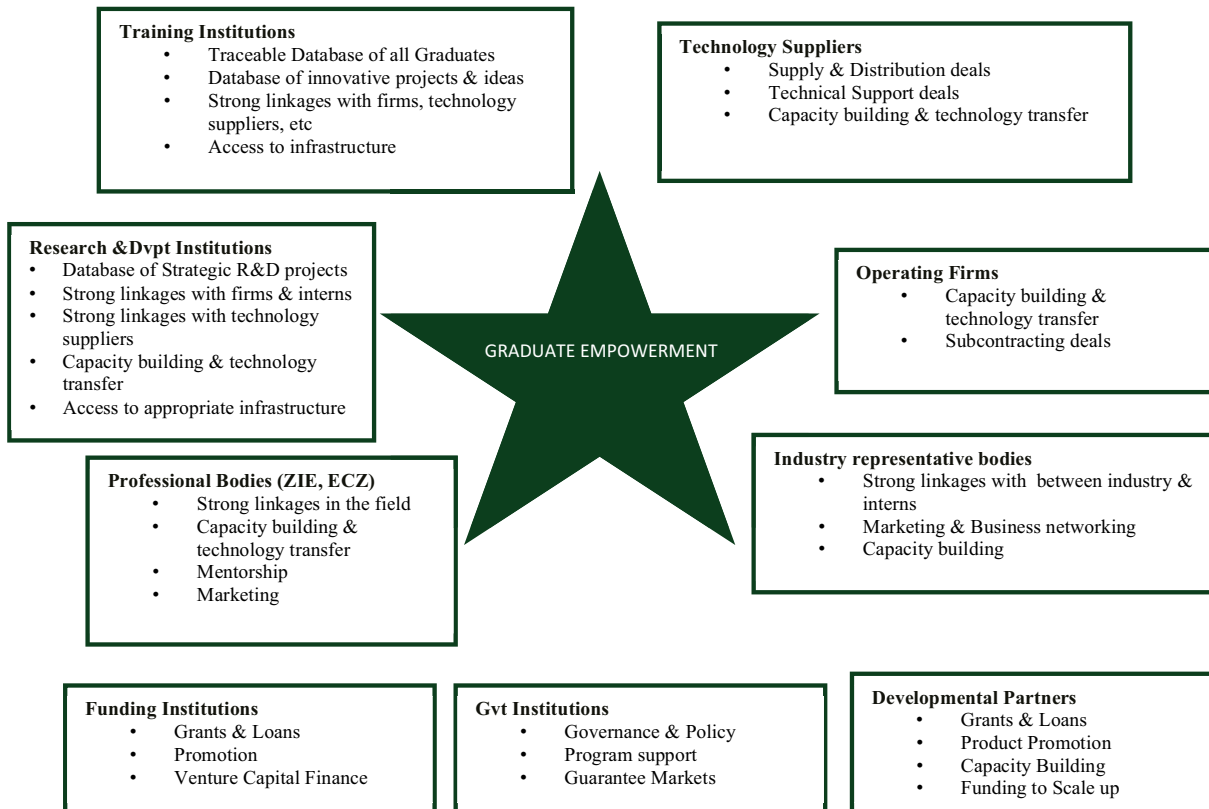 Training Institutions
• Traceable Database of all Graduates
• Database of innovative projects & ideas
• Strong linkages with firms, technology
suppliers, etc
• Access to infrastructure
Technology Suppliers
• Supply & Distribution deals
• Technical Support deals
• Capacity building & technology transfer
Research &Dvpt Institutions
• Database of Strategic R&D projects
• Strong linkages with firms & interns
• Strong linkages with technology
suppliers
• Capacity building & technology
transfer
• Access to appropriate infrastructure
GRADUATE EMPOWERMENT
Operating Firms
• Capacity building &
technology transfer
• Subcontracting deals
Professional Bodies (ZIE, ECZ)
• Strong linkages in the field
• Capacity building &
technology transfer
• Mentorship
• Marketing
Industry representative bodies
• Strong linkages with between industry &
interns
• Marketing & Business networking
• Capacity building
Funding Institutions
• Grants & Loans
• Promotion
• Venture Capital Finance
Gvt Institutions
• Governance & Policy
• Program support
• Guarantee Markets
Developmental Partners
• Grants & Loans
• Product Promotion
• Capacity Building
• Funding to Scale up